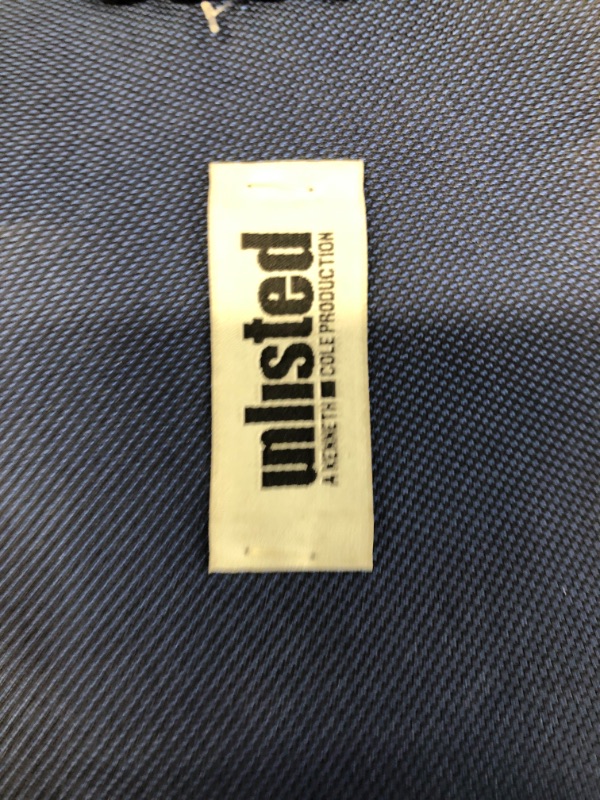 unlisted
A KENNETH COLE PRODUCTION